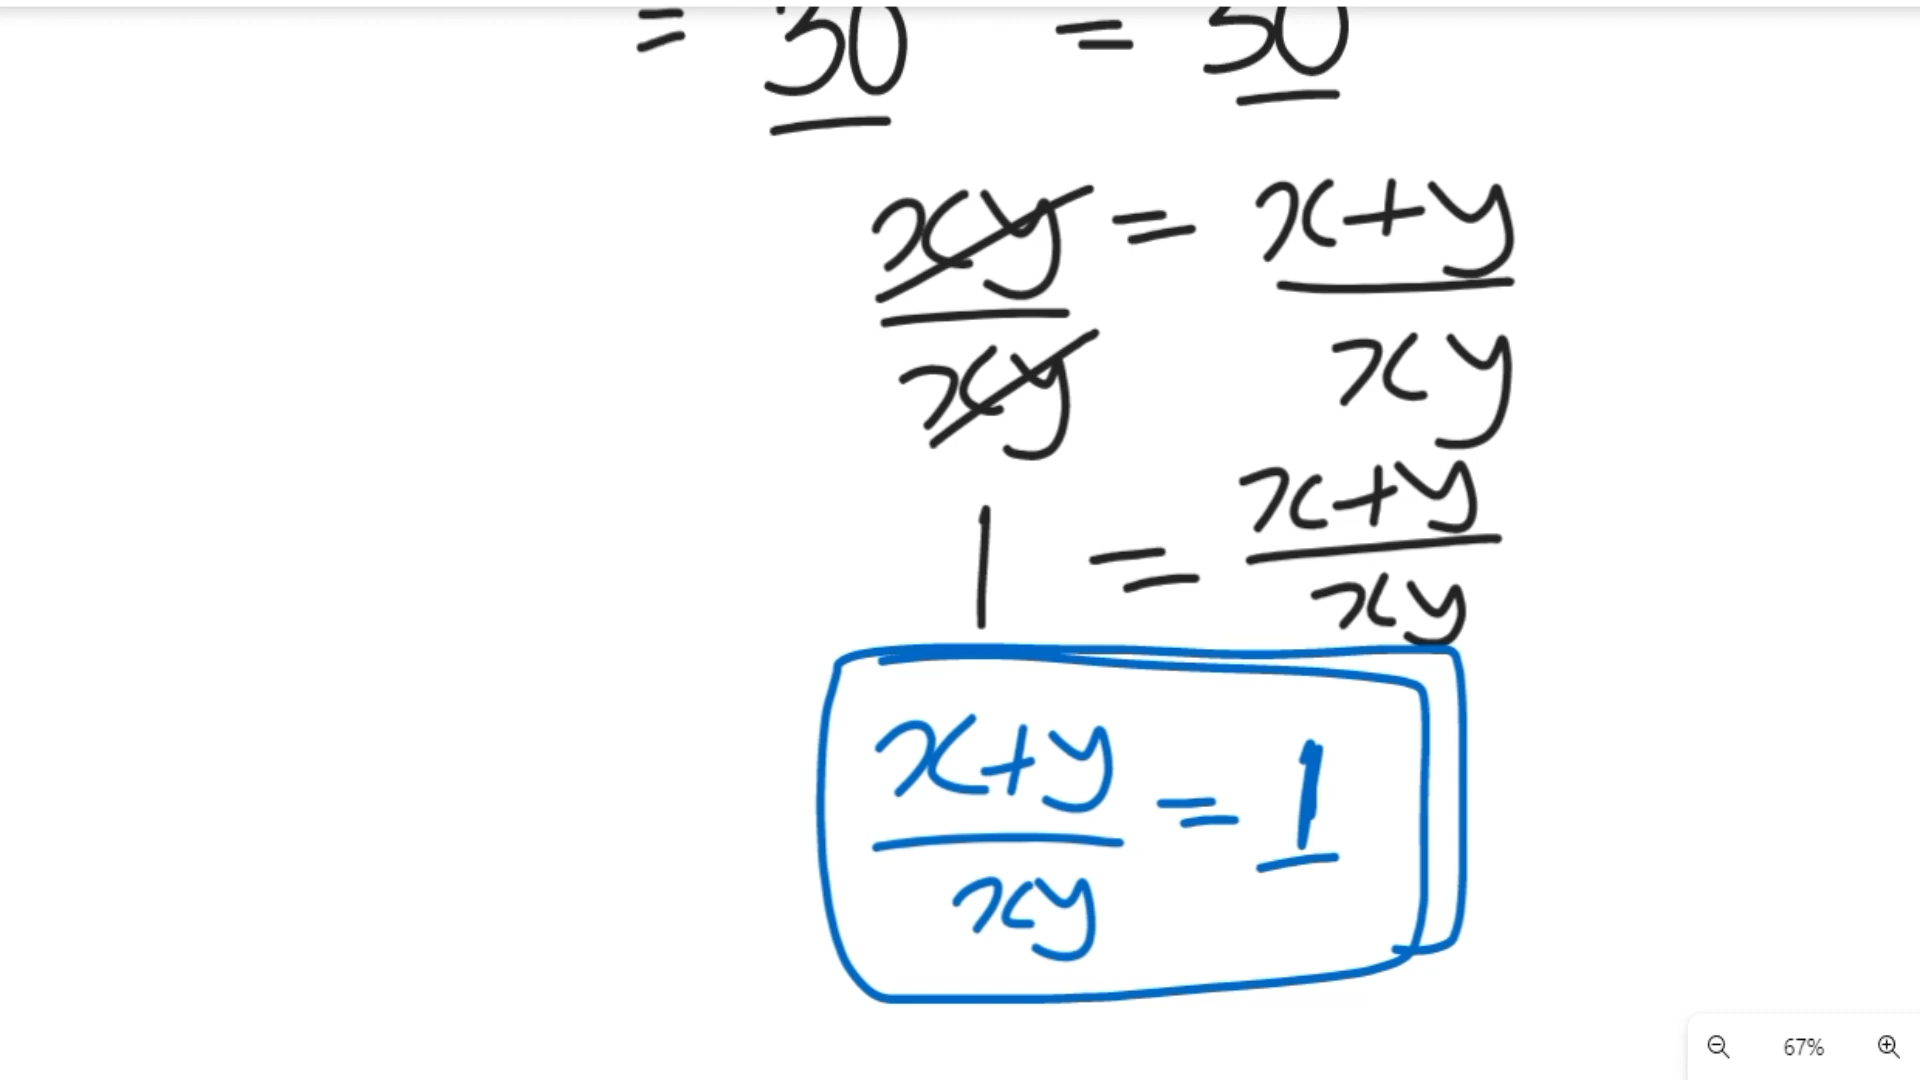 = 30 = 30
xy/xy = x+y/xy
1 = x+y/xy
x+y/xy = 1
67%